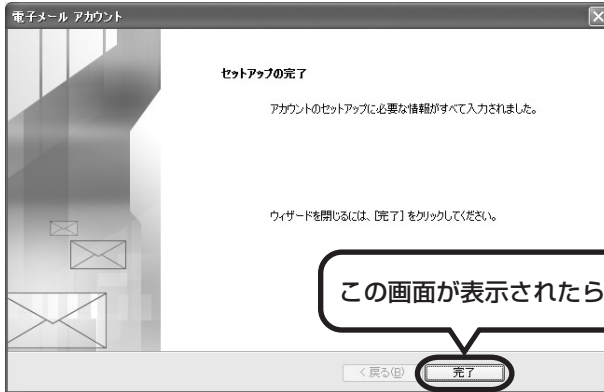 電子メール アカウント
セットアップの完了
アカウントのセットアップに必要な情報がすべて入力されました。
ウィザードを閉じるには、[完了] をクリックしてください。
この画面が表示されたら
< 戻る(B)
完了